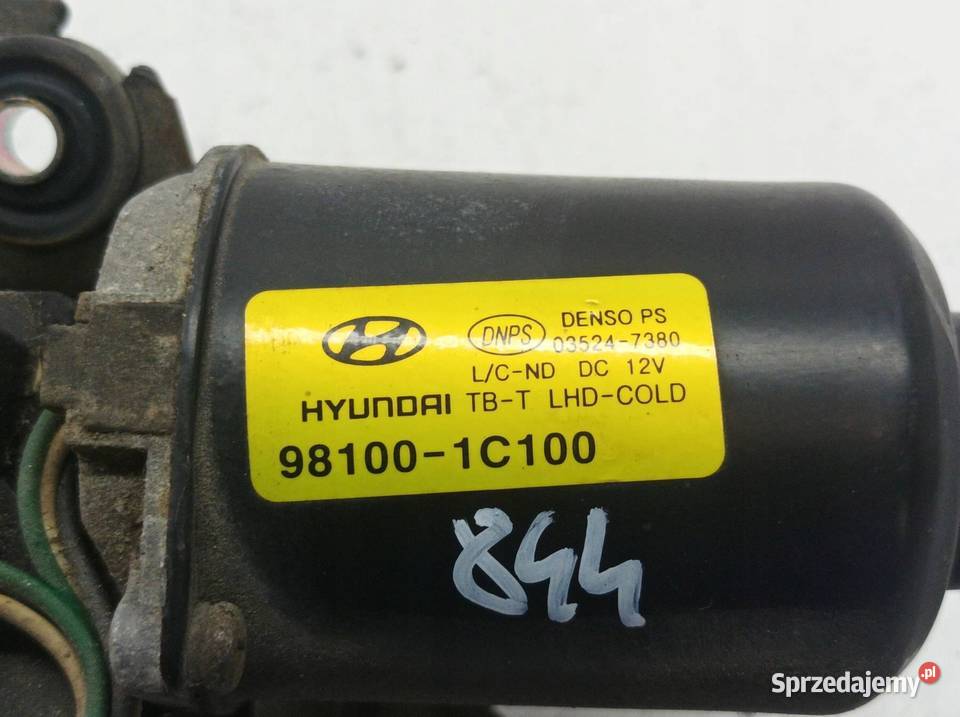 DNPS DENSO PS
03524-7380
L/C-ND DC 12V
HYUNDAI TB-T LHD-COLD
98100-1C100
844
Sprzedajemy.pl